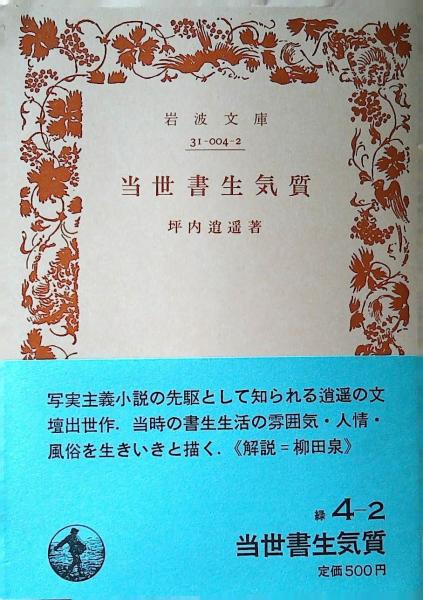 岩波文庫
31-004-2
当世書生気質
坪内逍遥著
写実主義小説の先駆として知られる逍遥の文
壇出世作．当時の書生生活の雰囲気・人情・
風俗を生きいきと描く．《解説＝柳田泉》
緑 4-2
当世書生気質
定価500円